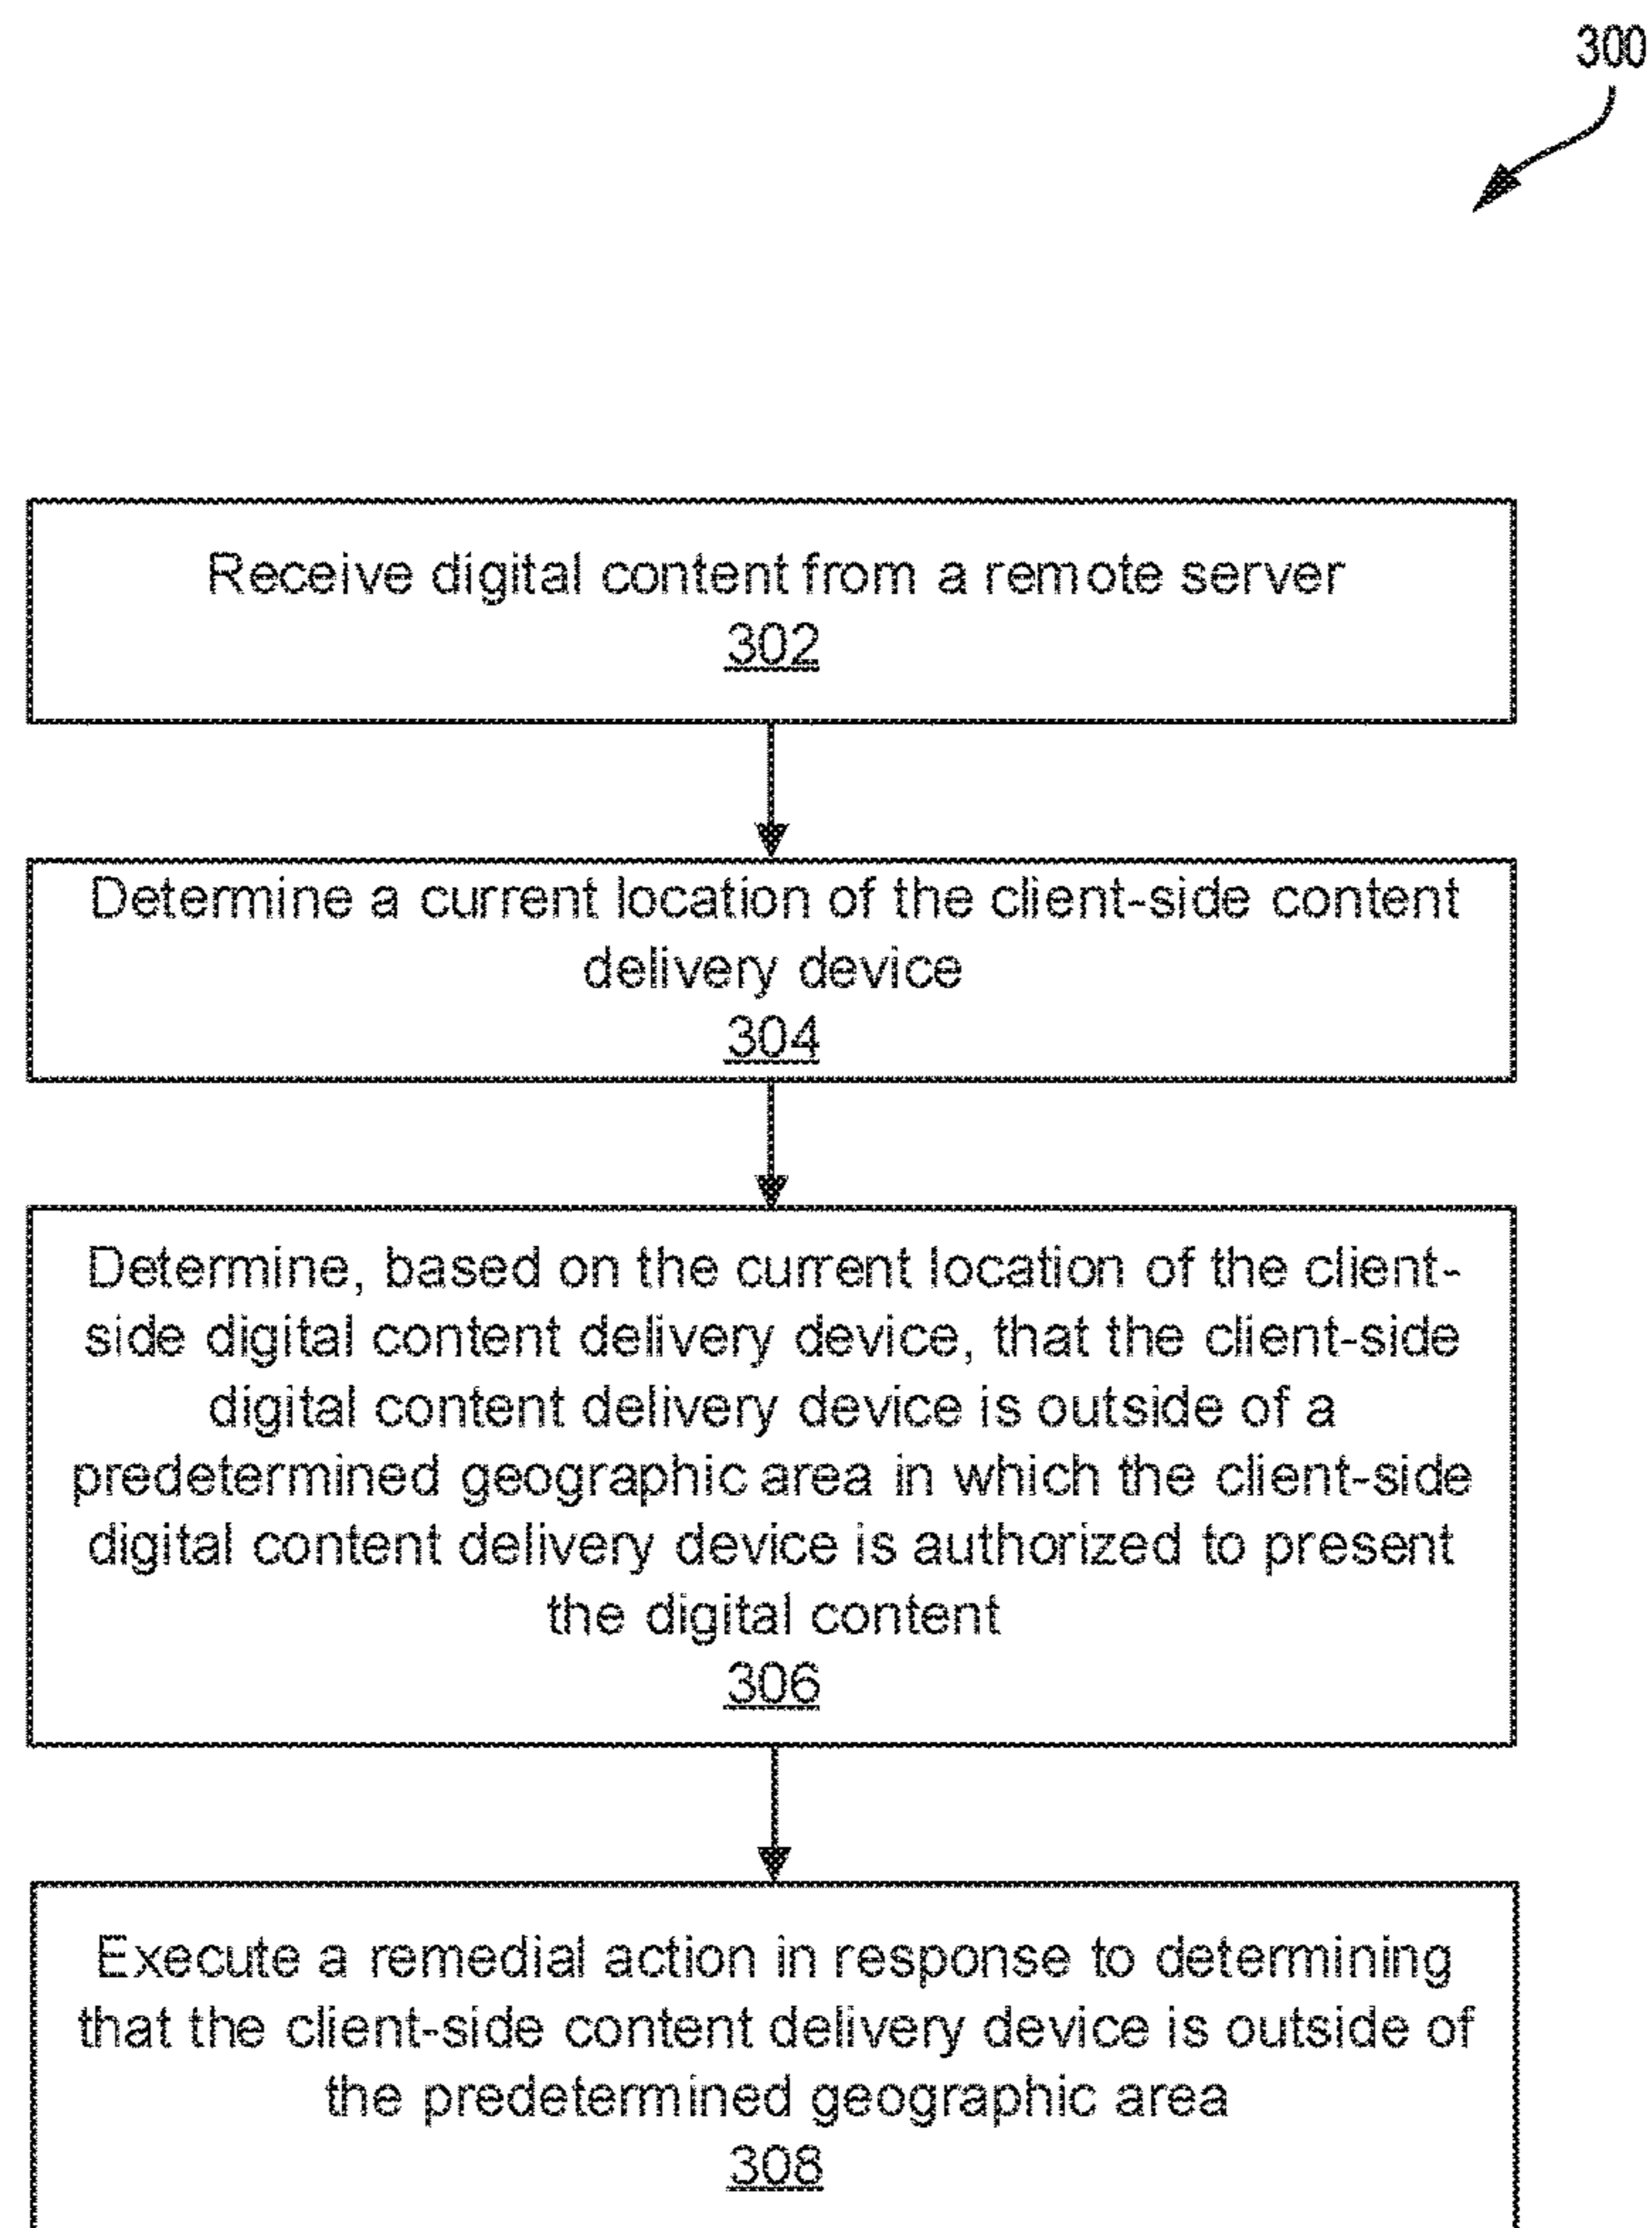 300
Receive digital content from a remote server
302
Determine a current location of the client-side content
delivery device
304
Determine, based on the current location of the client-
side digital content delivery device, that the client-side
digital content delivery device is outside of a
predetermined geographic area in which the client-side
digital content delivery device is authorized to present
the digital content
306
Execute a remedial action in response to determining
that the client-side content delivery device is outside of
the predetermined geographic area
308